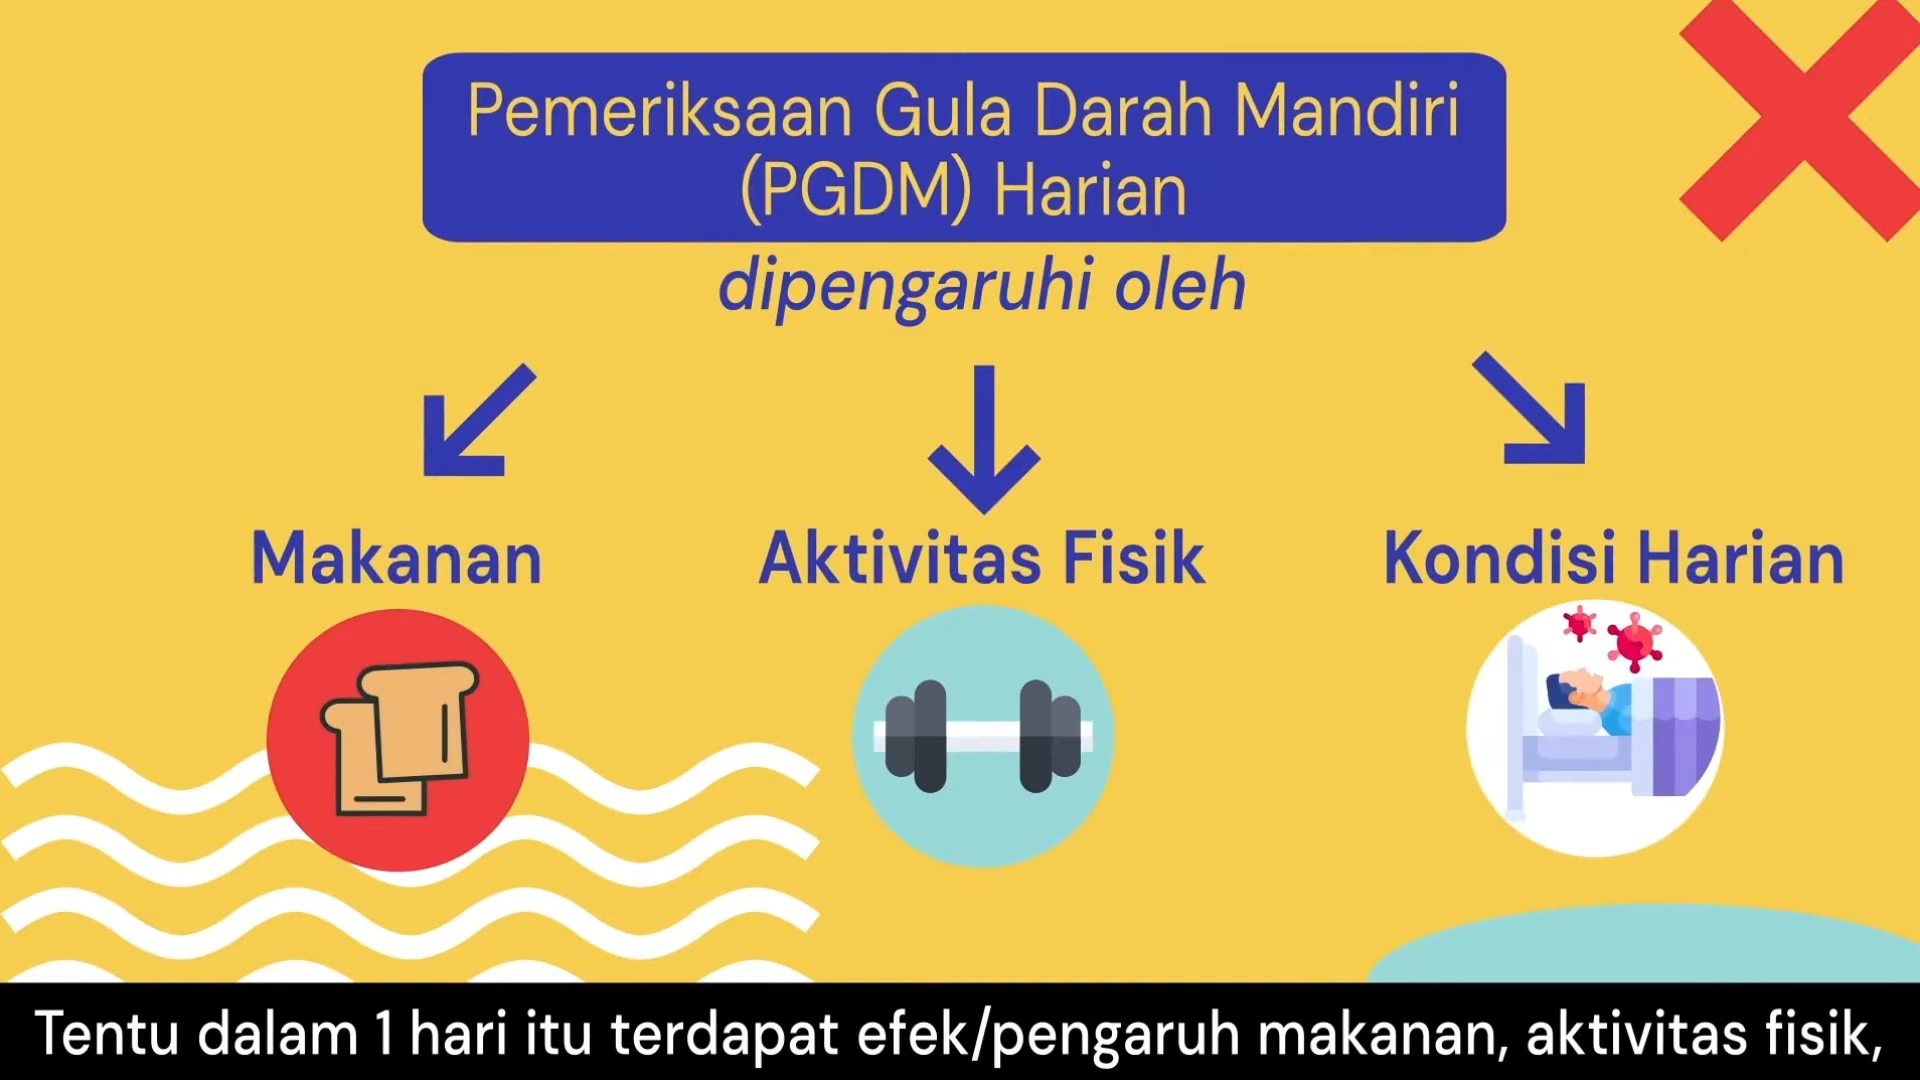 Pemeriksaan Gula Darah Mandiri
(PGDM) Harian
dipengaruhi oleh
Makanan
Aktivitas Fisik
Kondisi Harian
Tentu dalam 1 hari itu terdapat efek/pengaruh makanan, aktivitas fisik,